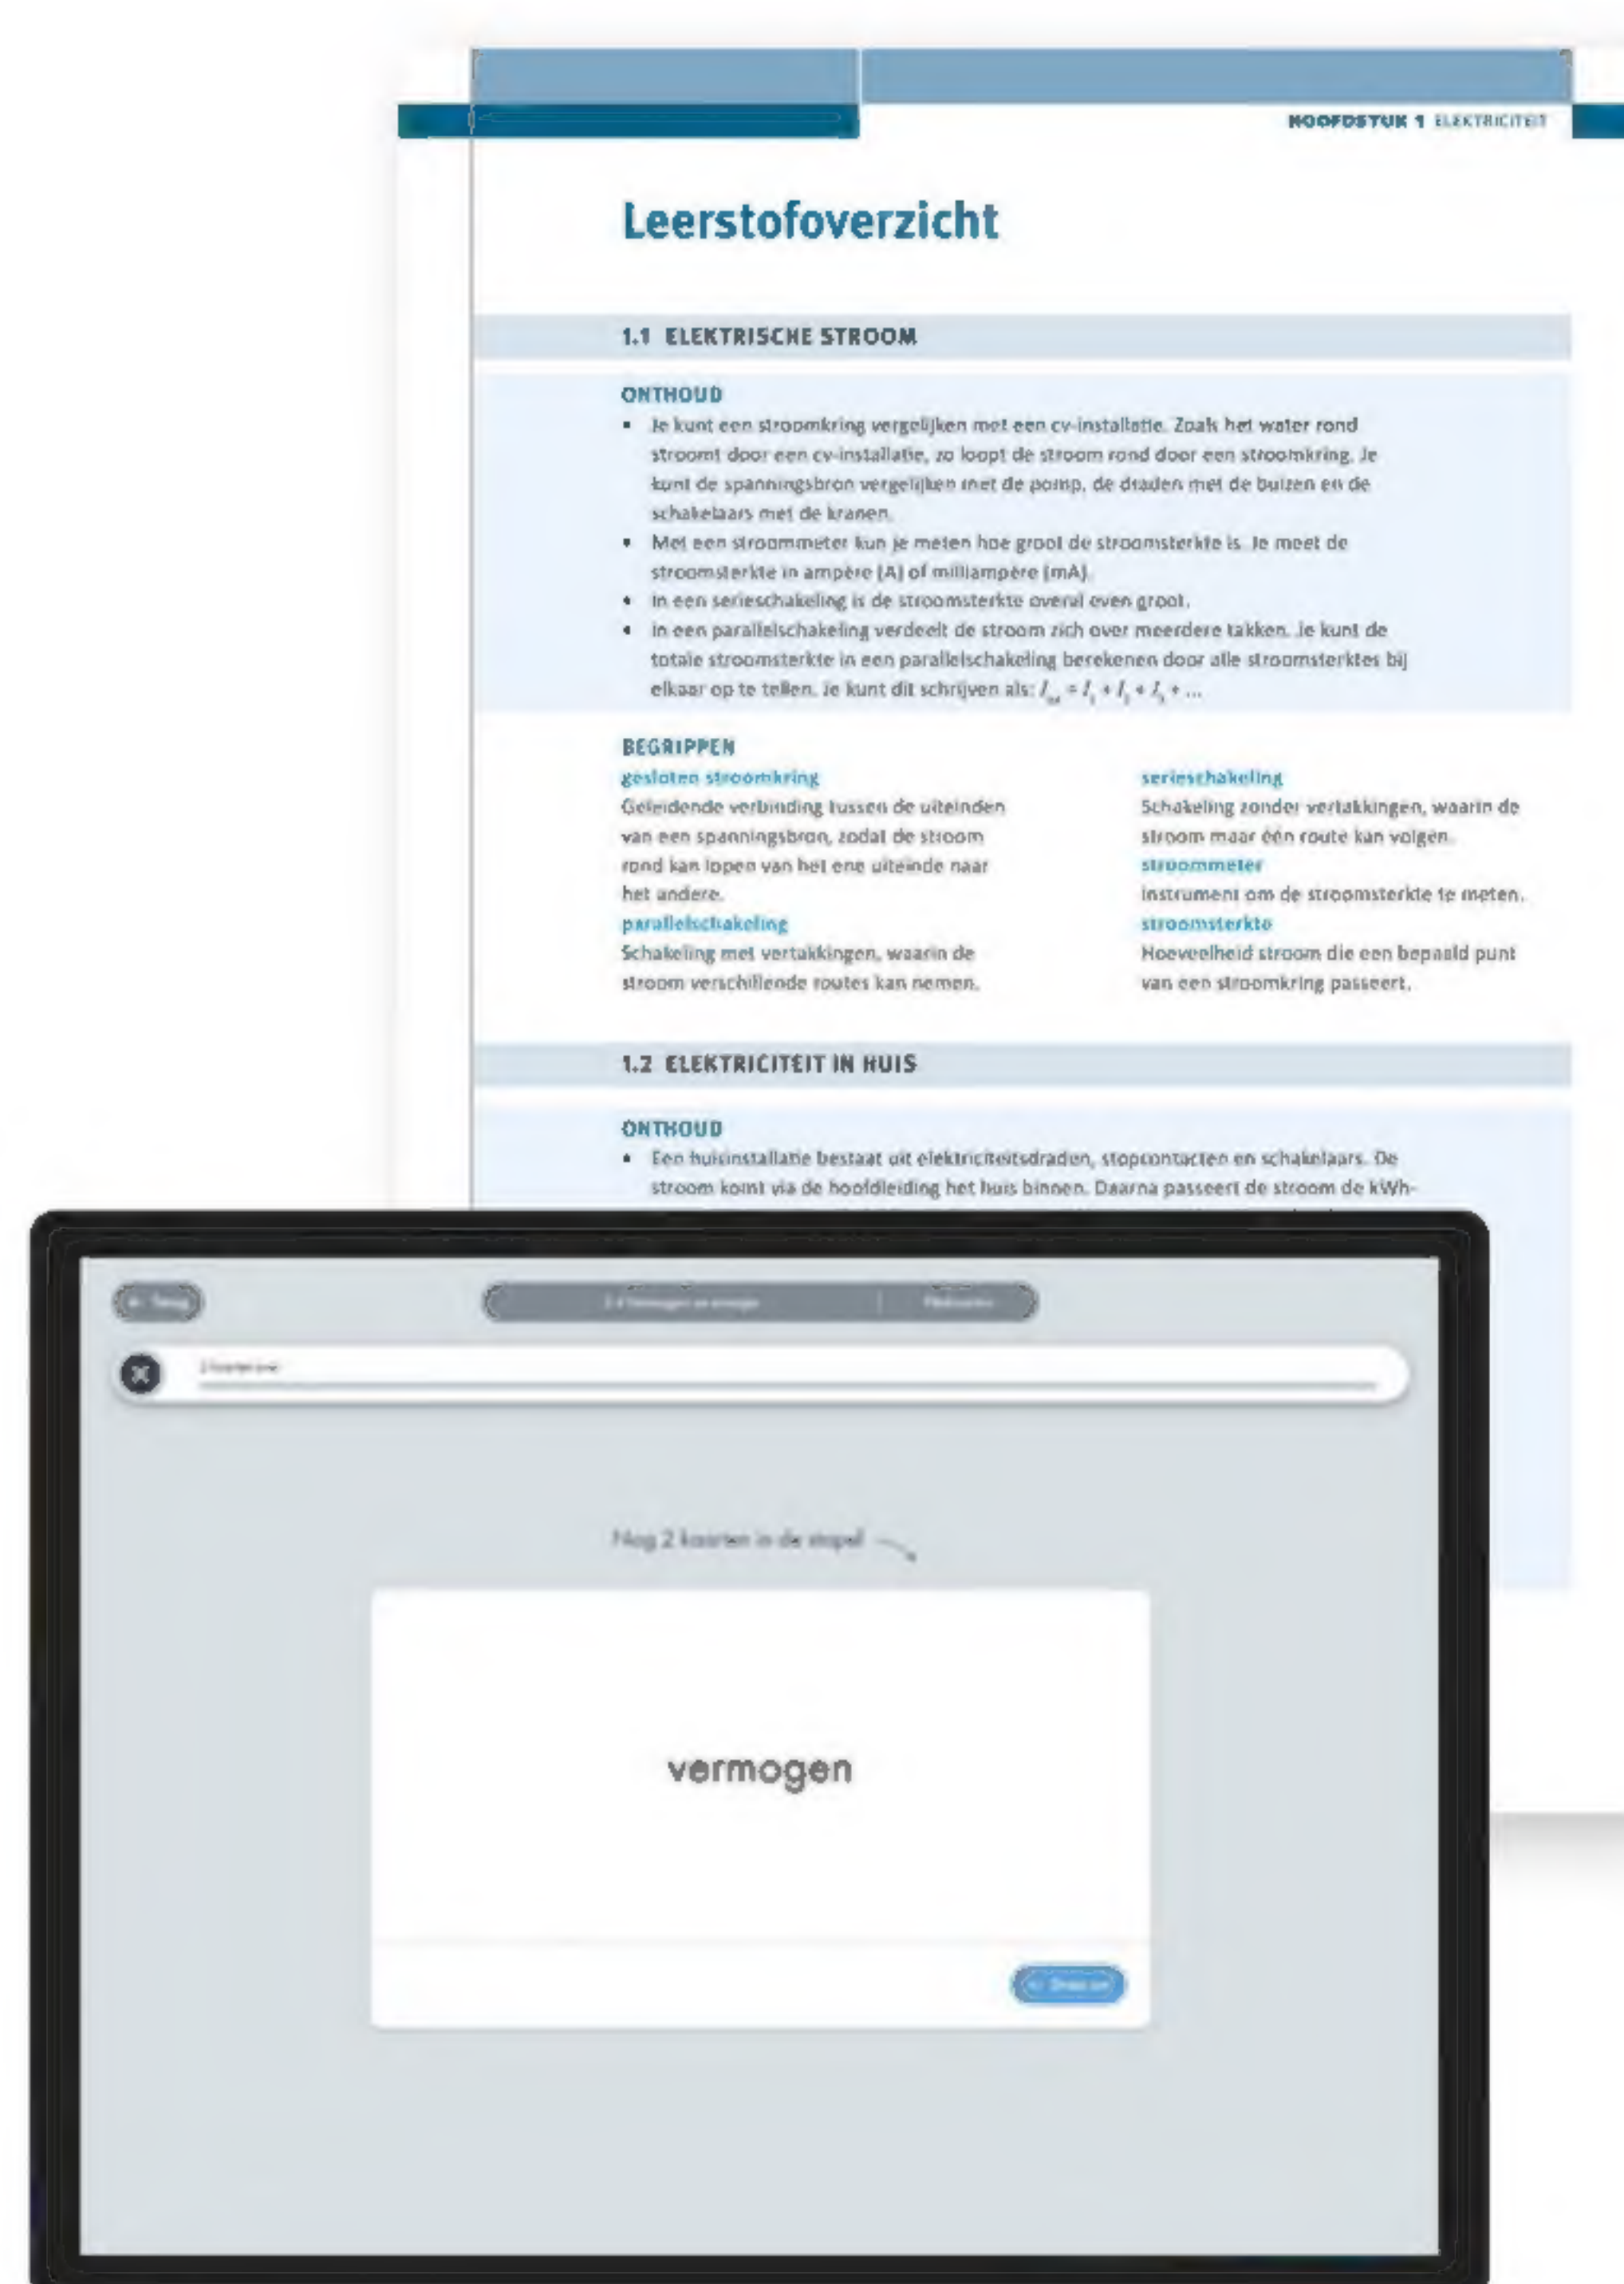 HOOFDSTUK 1 ELEKTRICITEIT
Leerstofoverzicht
1.1 ELEKTRISCHE STROOM
ONTHOUD
• Je kunt een stroomkring vergelijken met een cv-installatie. Zoals het water rond
stroomt door een cv-installatie, zo loopt de stroom rond door een stroomkring. Je
kunt de spanningsbron vergelijken met de pomp, de draden met de buizen en de
schakelaars met de kranen.
• Met een stroommeter kun je meten hoe groot de stroomsterkte is. Je meet de
stroomsterkte in ampère (A) of milliampère (mA).
• In een serieschakeling is de stroomsterkte overal even groot.
• In een parallelschakeling verdeelt de stroom zich over meerdere takken. Je kunt de
totale stroomsterkte in een parallelschakeling berekenen door alle stroomsterktes bij
elkaar op te tellen. Je kunt dit schrijven als: I = I + I + I + ...
BEGRIPPEN
gesloten stroomkring
Geleidende verbinding tussen de uiteinden
van een spanningsbron, zodat de stroom
rond kan lopen van het ene uiteinde naar
het andere.
parallelschakeling
Schakeling met vertakkingen, waarin de
stroom verschillende routes kan nemen.
serieschakeling
Schakeling zonder vertakkingen, waarin de
stroom maar één route kan volgen.
stroommeter
Instrument om de stroomsterkte te meten.
stroomsterkte
Hoeveelheid stroom die een bepaald punt
van een stroomkring passeert.
1.2 ELEKTRICITEIT IN HUIS
ONTHOUD
• Een huisinstallatie bestaat uit elektriciteitsdraden, stopcontacten en schakelaars. De
stroom komt via de hoofdleiding het huis binnen. Daarna passeert de stroom de kWh-
Nog 2 kaarten in de stapel
vermogen